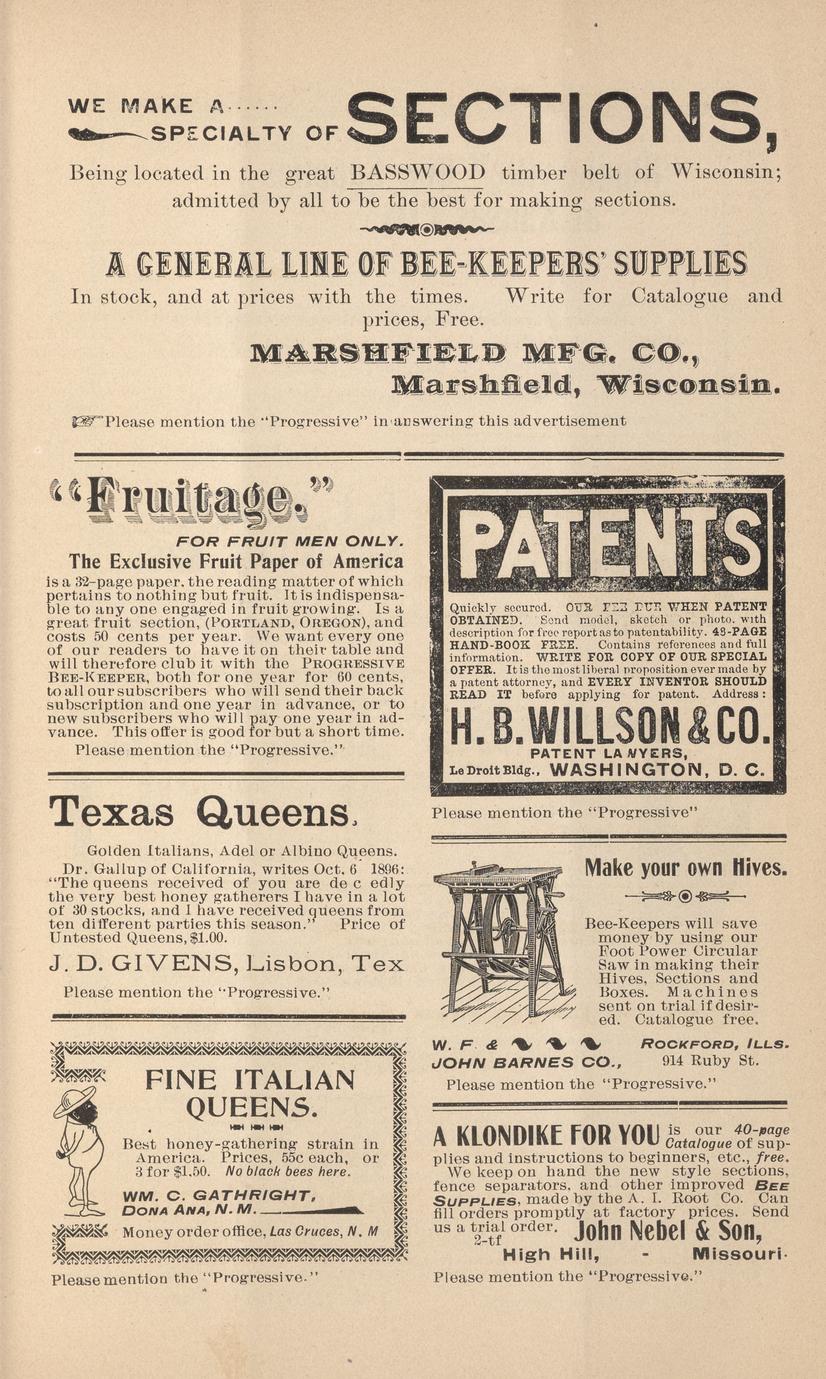 WE MAKE A......
SPECIALTY OF SECTIONS,
Being located in the great BASSWOOD timber belt of Wisconsin;
admitted by all to be the best for making sections.
A GENERAL LINE OF BEE-KEEPERS' SUPPLIES
In stock, and at prices with the times. Write for Catalogue and
prices, Free.
MARSHFIELD MFG. CO.,
Marshfield, Wisconsin.
☞Please mention the "Progressive" in answering this advertisement
"Fruitage."
FOR FRUIT MEN ONLY.
The Exclusive Fruit Paper of America
is a 32-page paper. the reading matter of which
pertains to nothing but fruit. It is indispensa-
ble to any one engaged in fruit growing. Is a
great fruit section, (PORTLAND, OREGON), and
costs 50 cents per year. We want every one
of our readers to have it on their table and
will therefore club it with the PROGRESSIVE
BEE-KEEPER, both for one year for 60 cents,
to all our subscribers who will send their back
subscription and one year in advance, or to
new subscribers who will pay one year in ad-
vance. This offer is good for but a short time.
Please mention the "Progressive."
Texas Queens.
Golden Italians, Adel or Albino Queens.
Dr. Gallup of California, writes Oct. 6 1896:
"The queens received of you are de c edly
the very best honey gatherers I have in a lot
of 30 stocks, and I have received queens from
ten different parties this season." Price of
Untested Queens, $1.00.
J. D. GIVENS, Lisbon, Tex
Please mention the "Progressive."
FINE ITALIAN
QUEENS.
Best honey-gathering strain in
America. Prices, 55c each, or
3 for $1.50. No black bees here.
WM. C. GATHRIGHT,
DONA ANA, N. M.
Money order office, Las Cruces, N. M
Please mention the "Progressive."
PATENTS
Quickly secured. OUR FEE DUE WHEN PATENT
OBTAINED. Send model, sketch or photo. with
description for free report as to patentability. 48-PAGE
HAND-BOOK FREE. Contains references and full
information. WRITE FOR COPY OF OUR SPECIAL
OFFER. It is the most liberal proposition ever made by
a patent attorney, and EVERY INVENTOR SHOULD
READ IT before applying for patent. Address:
H. B. WILLSON & CO.
PATENT LAWYERS,
Le Droit Bldg., WASHINGTON, D. C.
Please mention the "Progressive"
Make your own Hives.
Bee-Keepers will save
money by using our
Foot Power Circular
Saw in making their
Hives, Sections and
Boxes. Machines
sent on trial if desir-
ed. Catalogue free.
W. F. & ROCKFORD, ILLS.
JOHN BARNES CO., 914 Ruby St.
Please mention the "Progressive."
A KLONDIKE FOR YOU is our 40-page
Catalogue of sup-
plies and instructions to beginners, etc., free.
We keep on hand the new style sections,
fence separators, and other improved BEE
SUPPLIES, made by the A. I. Root Co. Can
fill orders promptly at factory prices. Send
us a trial order. John Nebel & Son,
2-tf
High Hill, - Missouri.
Please mention the "Progressive."